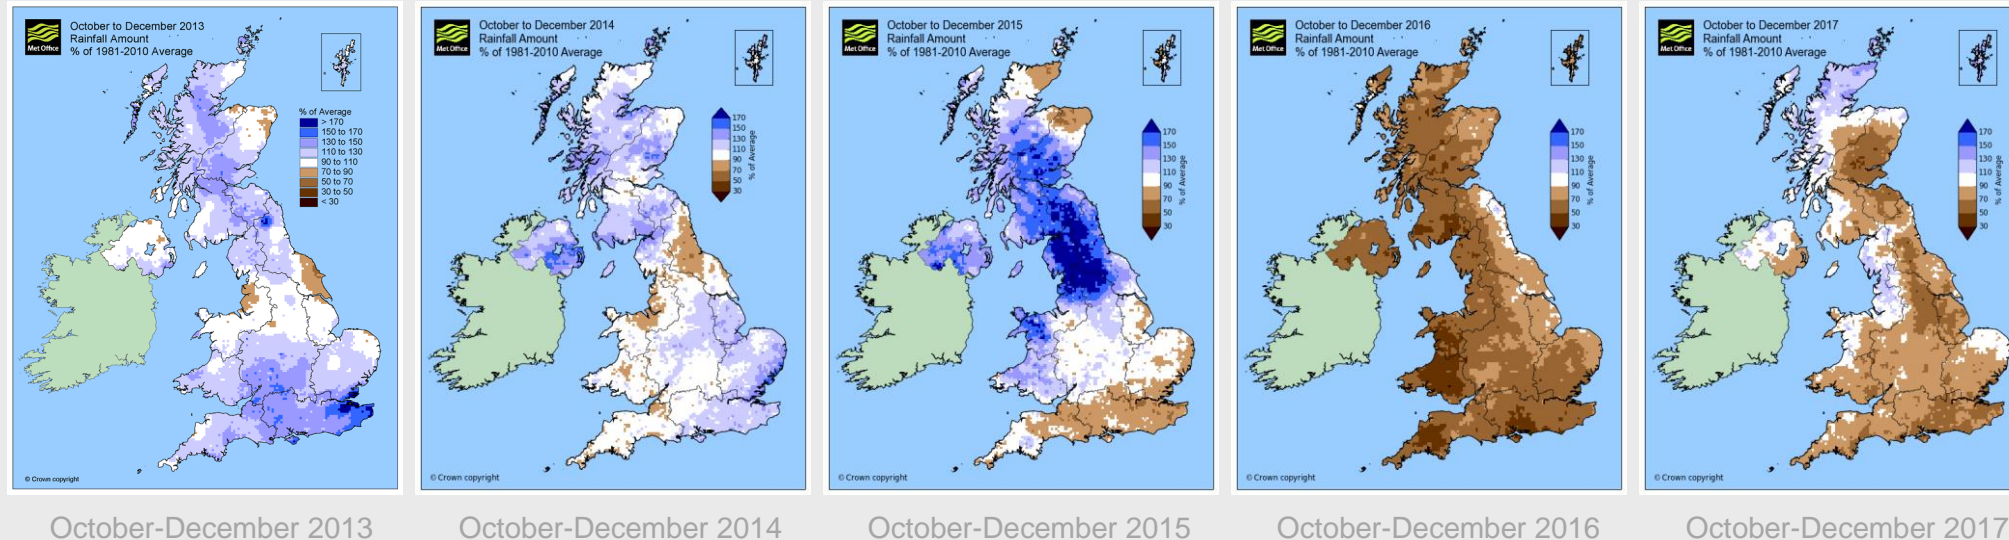 Met Office
October to December 2013
Rainfall Amount
% of 1981-2010 Average
% of Average
> 170
150 to 170
130 to 150
110 to 130
90 to 110
70 to 90
50 to 70
30 to 50
< 30
© Crown copyright
October-December 2013
Met Office
October to December 2014
Rainfall Amount
% of 1981-2010 Average
170
150
130
110
90
70
50
30
% of Average
© Crown copyright
October-December 2014
Met Office
October to December 2015
Rainfall Amount
% of 1981-2010 Average
170
150
130
110
90
70
50
30
% of Average
© Crown copyright
October-December 2015
Met Office
October to December 2016
Rainfall Amount
% of 1981-2010 Average
170
150
130
110
90
70
50
30
% of Average
© Crown copyright
October-December 2016
Met Office
October to December 2017
Rainfall Amount
% of 1981-2010 Average
170
150
130
110
90
70
50
30
% of Average
© Crown copyright
October-December 2017